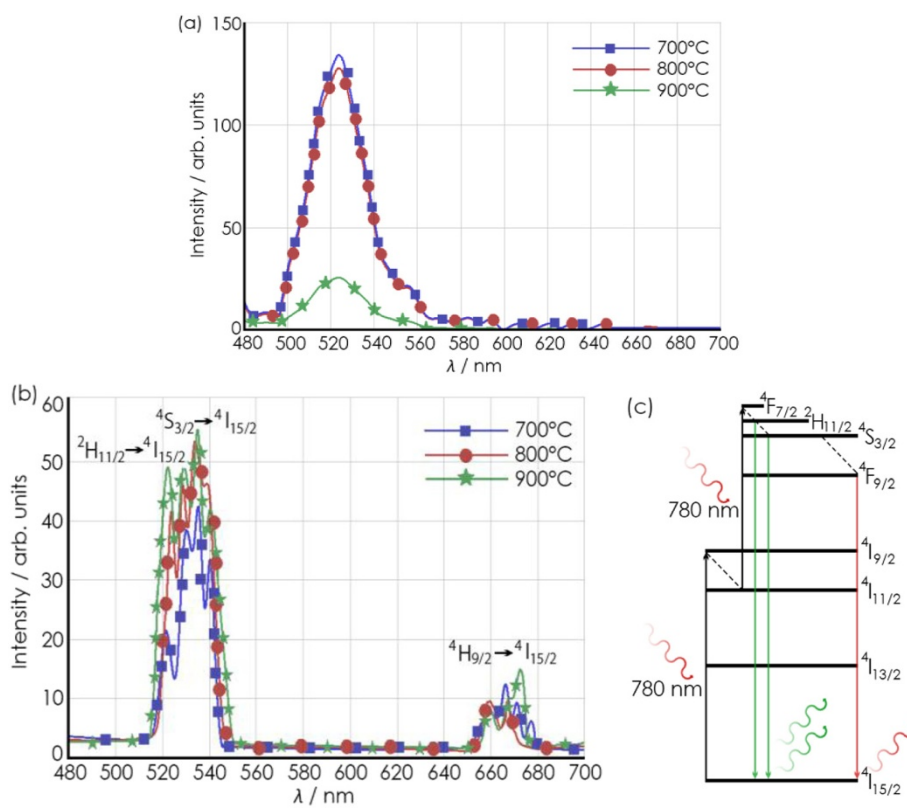 (a)
150
100
50
0
Intensity / arb. units
700°C
800°C
900°C
480 500 520 540 560 580 600 620 640 660 680 700
λ / nm
(b)
60
50
40
30
20
10
0
Intensity / arb. units
⁴S₃/₂→⁴I₁₅/₂
²H₁₁/₂→⁴I₁₅/₂
700°C
800°C
900°C
⁴H₉/₂→⁴I₁₅/₂
480 500 520 540 560 580 600 620 640 660 680 700
λ / nm
(c)
⁴F₇/₂ ²H₁₁/₂
⁴S₃/₂
⁴F₉/₂
780 nm
⁴I₉/₂
⁴I₁₁/₂
⁴I₁₃/₂
780 nm
⁴I₁₅/₂